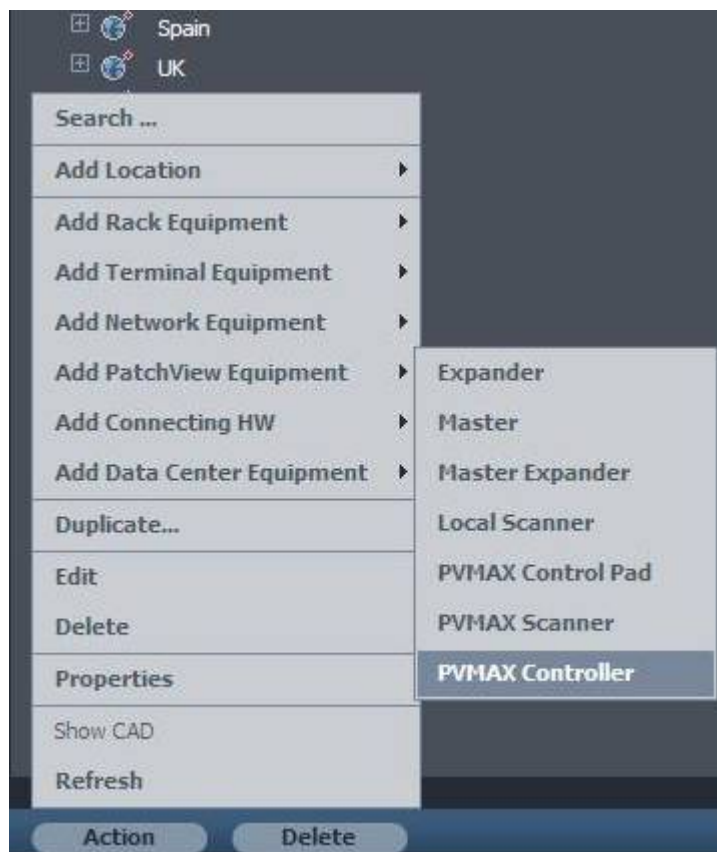 Spain
UK
Search ...
Add Location
Add Rack Equipment
Add Terminal Equipment
Add Network Equipment
Add PatchView Equipment
Add Connecting HW
Add Data Center Equipment
Duplicate...
Edit
Delete
Properties
Show CAD
Refresh
Expander
Master
Master Expander
Local Scanner
PVMAX Control Pad
PVMAX Scanner
PVMAX Controller
Action
Delete